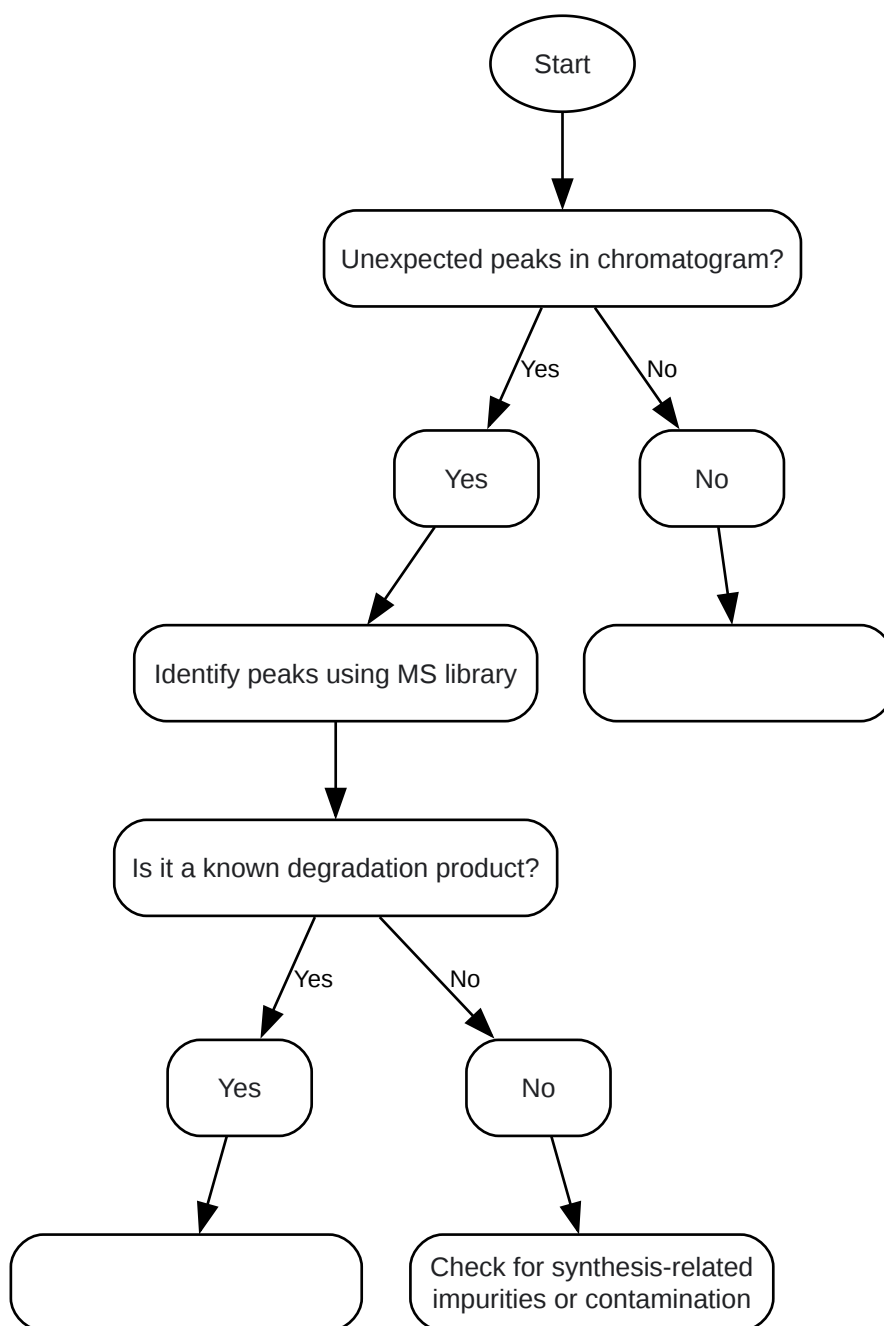 Start
Unexpected peaks in chromatogram?
Yes
No
Yes
No
Identify peaks using MS library
Is it a known degradation product?
Yes
No
Yes
No
Check for synthesis-related
impurities or contamination